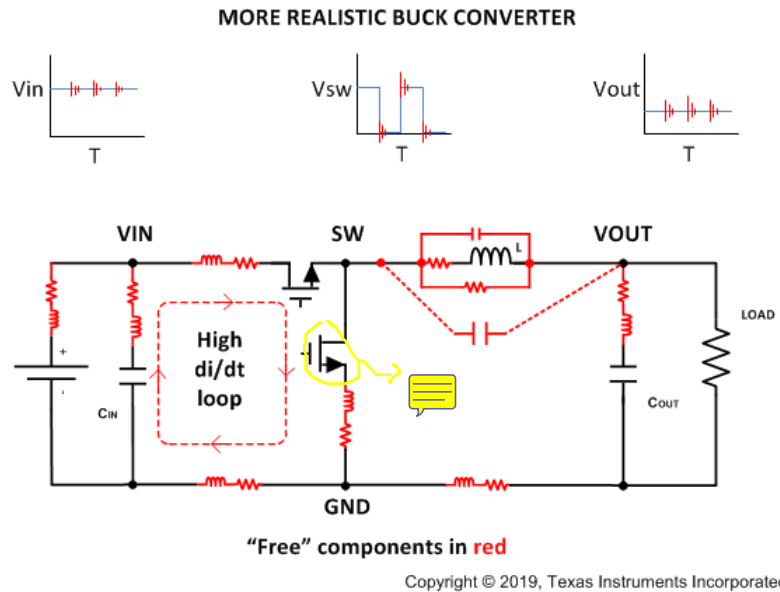 MORE REALISTIC BUCK CONVERTER
Vin
T
Vsw
T
Vout
T
VIN
SW
VOUT
L
LOAD
+
-
High
di/dt
loop
CIN
COUT
GND
"Free" components in red
Copyright © 2019, Texas Instruments Incorporated